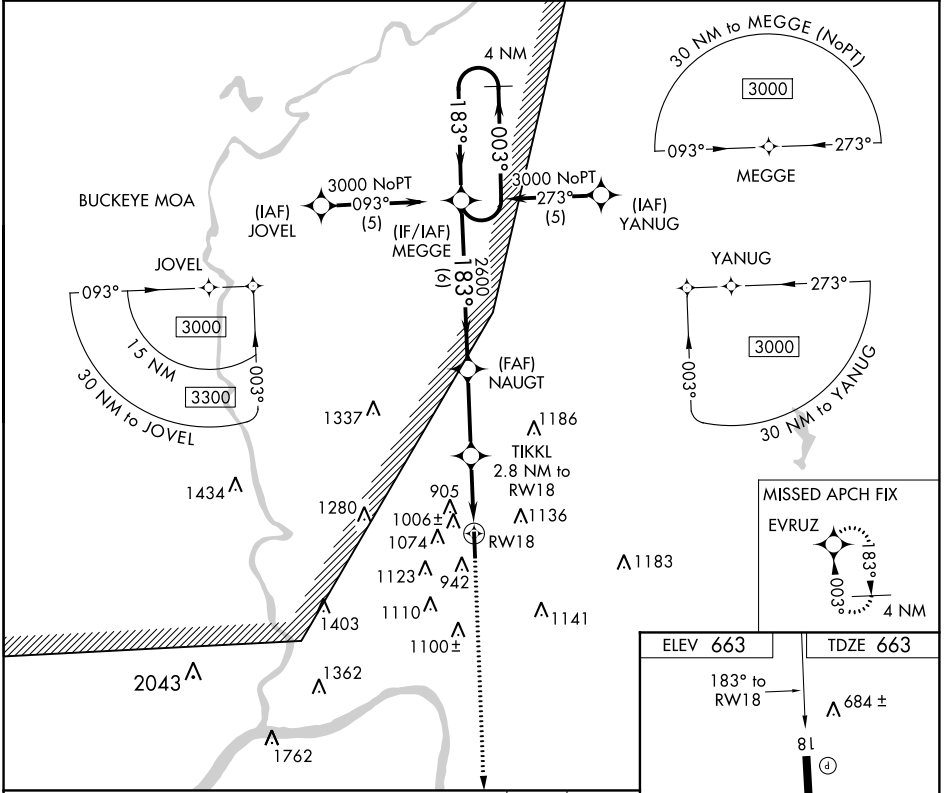 4 NM
183°
003°
30 NM to MEGGE (NoPT)
3000
093°
273°
MEGGE
BUCKEYE MOA
3000 NoPT
093°
(5)
(IAF)
JOVEL
3000 NoPT
273°
(5)
(IAF)
YANUG
(IF/IAF)
MEGGE
2600
183°
(6)
JOVEL
093°
3000
15 NM
3300
003°
30 NM to JOVEL
YANUG
273°
3000
003°
30 NM to YANUG
(FAF)
NAUGT
1337
1186
TIKKL
2.8 NM to
RW18
1434
905
1280
1006±
1136
1074
RW18
1123
942
1183
1110
1403
1141
1100±
2043
1362
1762
MISSED APCH FIX
EVRUZ
183°
003°
4 NM
ELEV 663
TDZE 663
183° to
RW18
684 ±
18
P